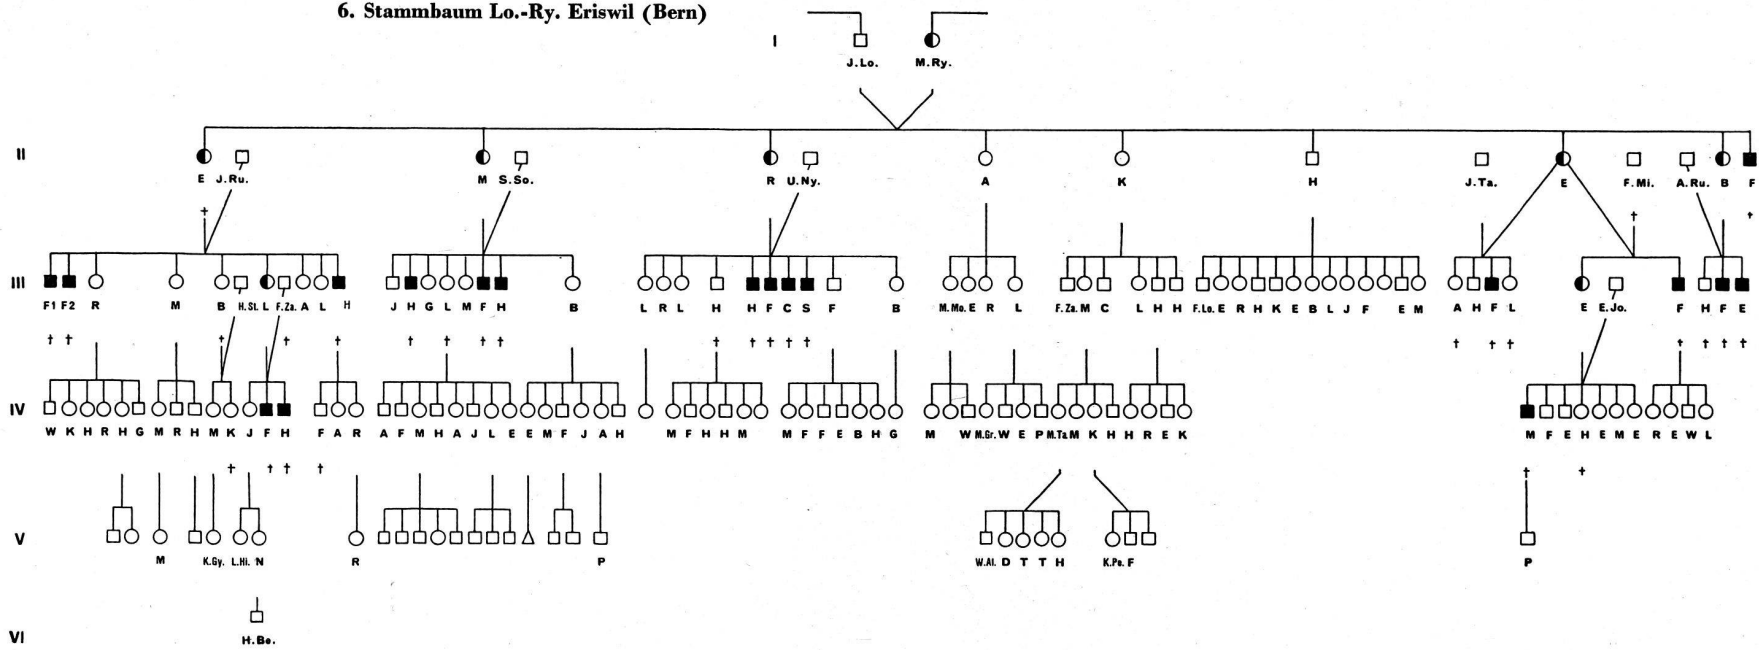 6. Stammbaum Lo.-Ry. Eriswil (Bern)
I
J. Lo. M. Ry.
II
E J. Ru. M S. So. R U. Ny. A K H J. Ta. E F. Mi. A. Ru. B F
† † †
III
F1 F2 R M B H. St. L F. Za. A L H J H G L M F H B L R L H H F C S F B M. Mo. E R L F. Za. M C L H H F. Lo. E R H K E B L J F E M A H F L E E. Jo. F H F E
† † † † † † † † † † † † † † † † † † † † †
IV
W K H R H G M R H M K J F H F A R A F M H A J L E E M F J A H M F H H M M F F E B H G M W M. Gr. W E P M. Ta M K H H R E K M F E H E M E R E W L
† † † † † †
V
M K. Gy. L. Hi. N R P W. Al. D T T H K. Pe. F P
VI
H. Be.